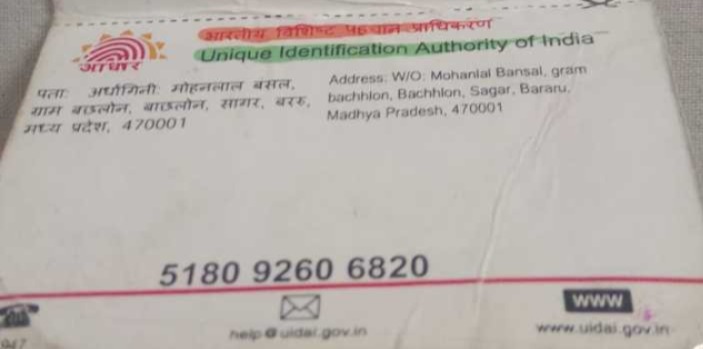 भारतीय विशिष्ट पहचान प्राधिकरण
Unique Identification Authority of India
आधार
पता: अर्धांगिनी: मोहनलाल बंसल,
ग्राम बाछलोन, बाछलोन, सागर, बररु,
मध्य प्रदेश, 470001
Address: W/O: Mohanlal Bansal, gram
bachhlon, Bachhlon, Sagar, Bararu,
Madhya Pradesh, 470001
5180 9260 6820
WWW
947
help@uidai.gov.in
www.uidai.gov.in